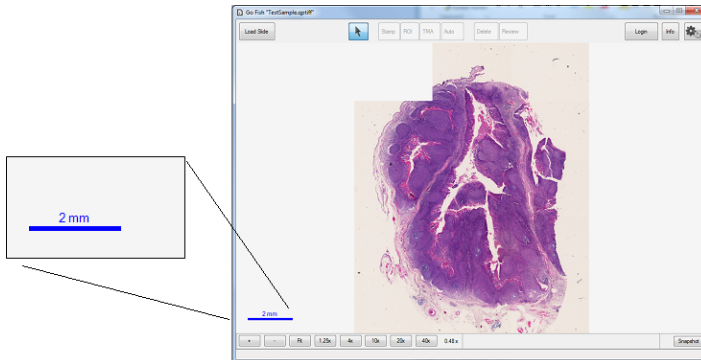 Go Fish "TestSample.qptiff"
Load Slide
Stamp ROI TMA Auto Delete Review
Login Info
2 mm
2 mm
+ - Fit 1.25x 4x 10x 20x 40x 0.48 x
Snapshot